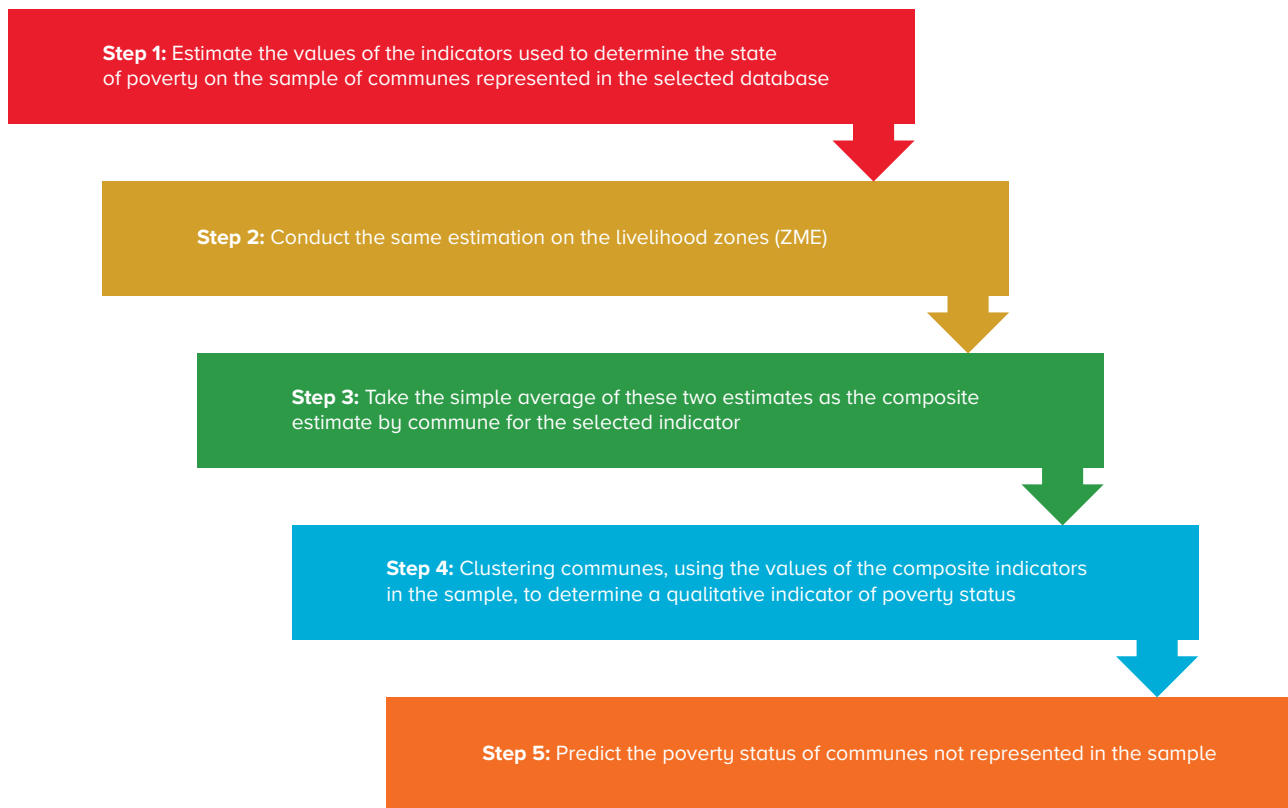 Step 1: Estimate the values of the indicators used to determine the state
of poverty on the sample of communes represented in the selected database
Step 2: Conduct the same estimation on the livelihood zones (ZME)
Step 3: Take the simple average of these two estimates as the composite
estimate by commune for the selected indicator
Step 4: Clustering communes, using the values of the composite indicators
in the sample, to determine a qualitative indicator of poverty status
Step 5: Predict the poverty status of communes not represented in the sample